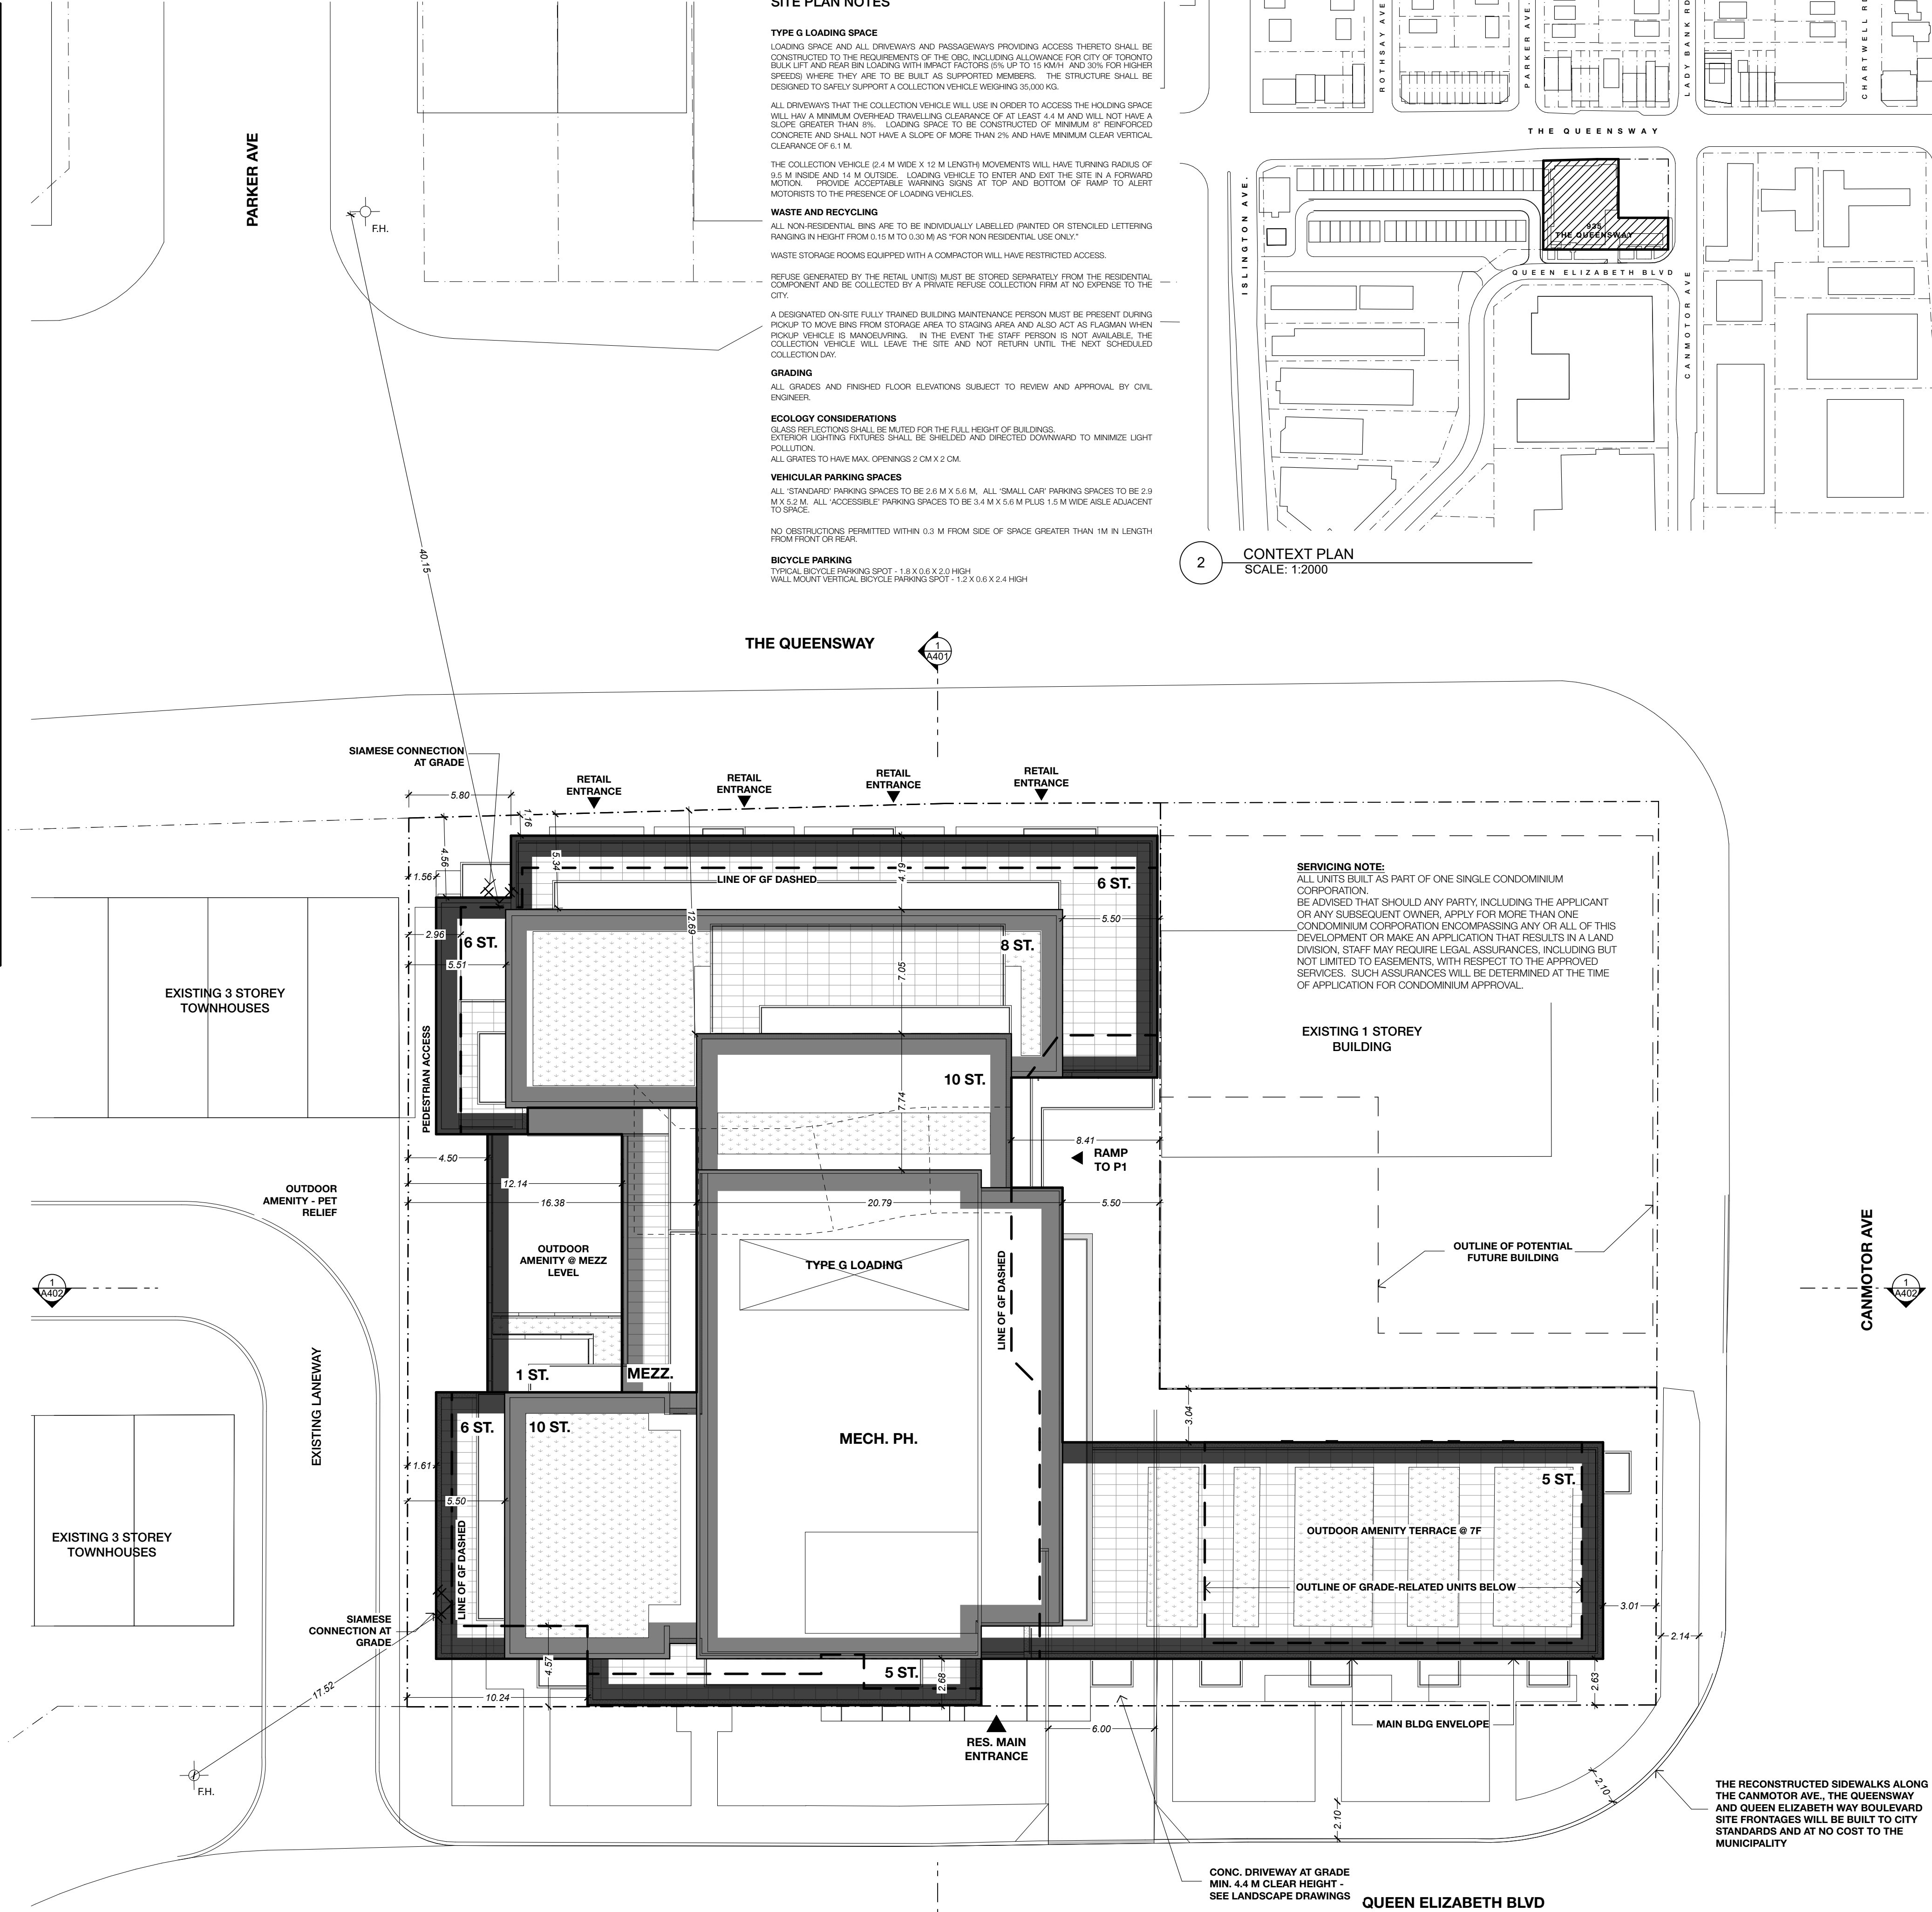 SITE PLAN NOTES
TYPE G LOADING SPACE
LOADING SPACE AND ALL DRIVEWAYS AND PASSAGEWAYS PROVIDING ACCESS THERETO SHALL BE
CONSTRUCTED TO THE REQUIREMENTS OF THE OBC, INCLUDING ALLOWANCE FOR CITY OF TORONTO
BULK LIFT AND REAR BIN LOADING WITH IMPACT FACTORS (5% UP TO 15 KM/H AND 30% FOR HIGHER
SPEEDS) WHERE THEY ARE TO BE BUILT AS SUPPORTED MEMBERS. THE STRUCTURE SHALL BE
DESIGNED TO SAFELY SUPPORT A COLLECTION VEHICLE WEIGHING 35,000 KG.
ALL DRIVEWAYS THAT THE COLLECTION VEHICLE WILL USE IN ORDER TO ACCESS THE HOLDING SPACE
WILL HAV A MINIMUM OVERHEAD TRAVELLING CLEARANCE OF AT LEAST 4.4 M AND WILL NOT HAVE A
SLOPE GREATER THAN 8%. LOADING SPACE TO BE CONSTRUCTED OF MINIMUM 8" REINFORCED
CONCRETE AND SHALL NOT HAVE A SLOPE OF MORE THAN 2% AND HAVE MINIMUM CLEAR VERTICAL
CLEARANCE OF 6.1 M.
THE COLLECTION VEHICLE (2.4 M WIDE X 12 M LENGTH) MOVEMENTS WILL HAVE TURNING RADIUS OF
9.5 M INSIDE AND 14 M OUTSIDE. LOADING VEHICLE TO ENTER AND EXIT THE SITE IN A FORWARD
MOTION. PROVIDE ACCEPTABLE WARNING SIGNS AT TOP AND BOTTOM OF RAMP TO ALERT
MOTORISTS TO THE PRESENCE OF LOADING VEHICLES.
WASTE AND RECYCLING
ALL NON-RESIDENTIAL BINS ARE TO BE INDIVIDUALLY LABELLED (PAINTED OR STENCILED LETTERING
RANGING IN HEIGHT FROM 0.15 M TO 0.30 M) AS "FOR NON RESIDENTIAL USE ONLY."
WASTE STORAGE ROOMS EQUIPPED WITH A COMPACTOR WILL HAVE RESTRICTED ACCESS.
REFUSE GENERATED BY THE RETAIL UNIT(S) MUST BE STORED SEPARATELY FROM THE RESIDENTIAL
COMPONENT AND BE COLLECTED BY A PRIVATE REFUSE COLLECTION FIRM AT NO EXPENSE TO THE
CITY.
A DESIGNATED ON-SITE FULLY TRAINED BUILDING MAINTENANCE PERSON MUST BE PRESENT DURING
PICKUP TO MOVE BINS FROM STORAGE AREA TO STAGING AREA AND ALSO ACT AS FLAGMAN WHEN
PICKUP VEHICLE IS MANOEUVRING. IN THE EVENT THE STAFF PERSON IS NOT AVAILABLE, THE
COLLECTION VEHICLE WILL LEAVE THE SITE AND NOT RETURN UNTIL THE NEXT SCHEDULED
COLLECTION DAY.
GRADING
ALL GRADES AND FINISHED FLOOR ELEVATIONS SUBJECT TO REVIEW AND APPROVAL BY CIVIL
ENGINEER.
ECOLOGY CONSIDERATIONS
GLASS REFLECTIONS SHALL BE MUTED FOR THE FULL HEIGHT OF BUILDINGS.
EXTERIOR LIGHTING FIXTURES SHALL BE SHIELDED AND DIRECTED DOWNWARD TO MINIMIZE LIGHT
POLLUTION.
ALL GRATES TO HAVE MAX. OPENINGS 2 CM X 2 CM.
VEHICULAR PARKING SPACES
ALL 'STANDARD' PARKING SPACES TO BE 2.6 M X 5.6 M, ALL 'SMALL CAR' PARKING SPACES TO BE 2.9
M X 5.2 M. ALL 'ACCESSIBLE' PARKING SPACES TO BE 3.4 M X 5.6 M PLUS 1.5 M WIDE AISLE ADJACENT
TO SPACE.
NO OBSTRUCTIONS PERMITTED WITHIN 0.3 M FROM SIDE OF SPACE GREATER THAN 1M IN LENGTH
FROM FRONT OR REAR.
BICYCLE PARKING
TYPICAL BICYCLE PARKING SPOT - 1.8 X 0.6 X 2.0 HIGH
WALL MOUNT VERTICAL BICYCLE PARKING SPOT - 1.2 X 0.6 X 2.4 HIGH
PARKER AVE
F.H.
40.15
ROTHSAY AVE
PARKER AVE.
LADY BANK RD
CHARTWELL RD
THE QUEENSWAY
ISLINGTON AVE.
935
THE QUEENSWAY
QUEEN ELIZABETH BLVD
CANMOTOR AVE
2
CONTEXT PLAN
SCALE: 1:2000
THE QUEENSWAY
1
A401
SIAMESE CONNECTION
AT GRADE
RETAIL
ENTRANCE
RETAIL
ENTRANCE
RETAIL
ENTRANCE
RETAIL
ENTRANCE
5.80
1.16
4.56
5.34
4.19
1.56
LINE OF GF DASHED
6 ST.
12.69
5.50
2.96
6 ST.
8 ST.
5.51
7.05
SERVICING NOTE:
ALL UNITS BUILT AS PART OF ONE SINGLE CONDOMINIUM
CORPORATION.
BE ADVISED THAT SHOULD ANY PARTY, INCLUDING THE APPLICANT
OR ANY SUBSEQUENT OWNER, APPLY FOR MORE THAN ONE
CONDOMINIUM CORPORATION ENCOMPASSING ANY OR ALL OF THIS
DEVELOPMENT OR MAKE AN APPLICATION THAT RESULTS IN A LAND
DIVISION, STAFF MAY REQUIRE LEGAL ASSURANCES, INCLUDING BUT
NOT LIMITED TO EASEMENTS, WITH RESPECT TO THE APPROVED
SERVICES. SUCH ASSURANCES WILL BE DETERMINED AT THE TIME
OF APPLICATION FOR CONDOMINIUM APPROVAL.
EXISTING 3 STOREY
TOWNHOUSES
EXISTING 1 STOREY
BUILDING
PEDESTRIAN ACCESS
10 ST.
7.74
8.41
RAMP
TO P1
4.50
12.14
16.38
20.79
5.50
OUTDOOR
AMENITY - PET
RELIEF
OUTDOOR
AMENITY @ MEZZ
LEVEL
TYPE G LOADING
LINE OF GF DASHED
OUTLINE OF POTENTIAL
FUTURE BUILDING
CANMOTOR AVE
1
A402
1
A402
EXISTING LANEWAY
1 ST.
MEZZ.
3.04
6 ST.
10 ST.
MECH. PH.
1.61
5.50
5 ST.
LINE OF GF DASHED
OUTDOOR AMENITY TERRACE @ 7F
EXISTING 3 STOREY
TOWNHOUSES
OUTLINE OF GRADE-RELATED UNITS BELOW
3.01
2.14
SIAMESE
CONNECTION AT
GRADE
4.57
5 ST.
2.68
2.63
17.52
10.24
6.00
MAIN BLDG ENVELOPE
RES. MAIN
ENTRANCE
F.H.
2.10
2.10
THE RECONSTRUCTED SIDEWALKS ALONG
THE CANMOTOR AVE., THE QUEENSWAY
AND QUEEN ELIZABETH WAY BOULEVARD
SITE FRONTAGES WILL BE BUILT TO CITY
STANDARDS AND AT NO COST TO THE
MUNICIPALITY
CONC. DRIVEWAY AT GRADE
MIN. 4.4 M CLEAR HEIGHT -
SEE LANDSCAPE DRAWINGS
QUEEN ELIZABETH BLVD